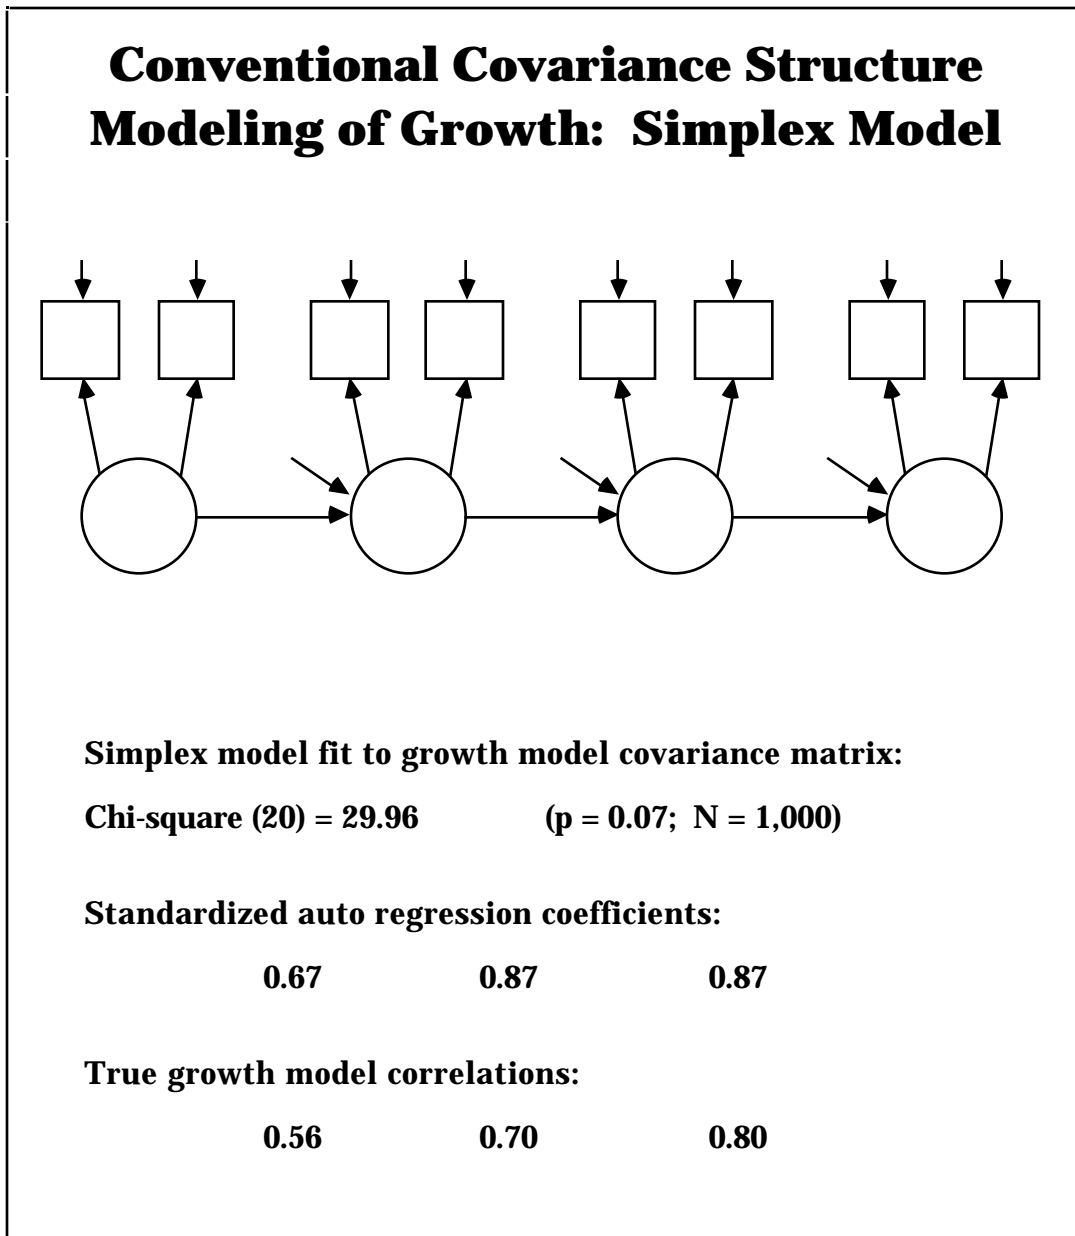 Conventional Covariance Structure
Modeling of Growth: Simplex Model
Simplex model fit to growth model covariance matrix:
Chi-square (20) = 29.96 (p = 0.07; N = 1,000)
Standardized auto regression coefficients:
0.67 0.87 0.87
True growth model correlations:
0.56 0.70 0.80